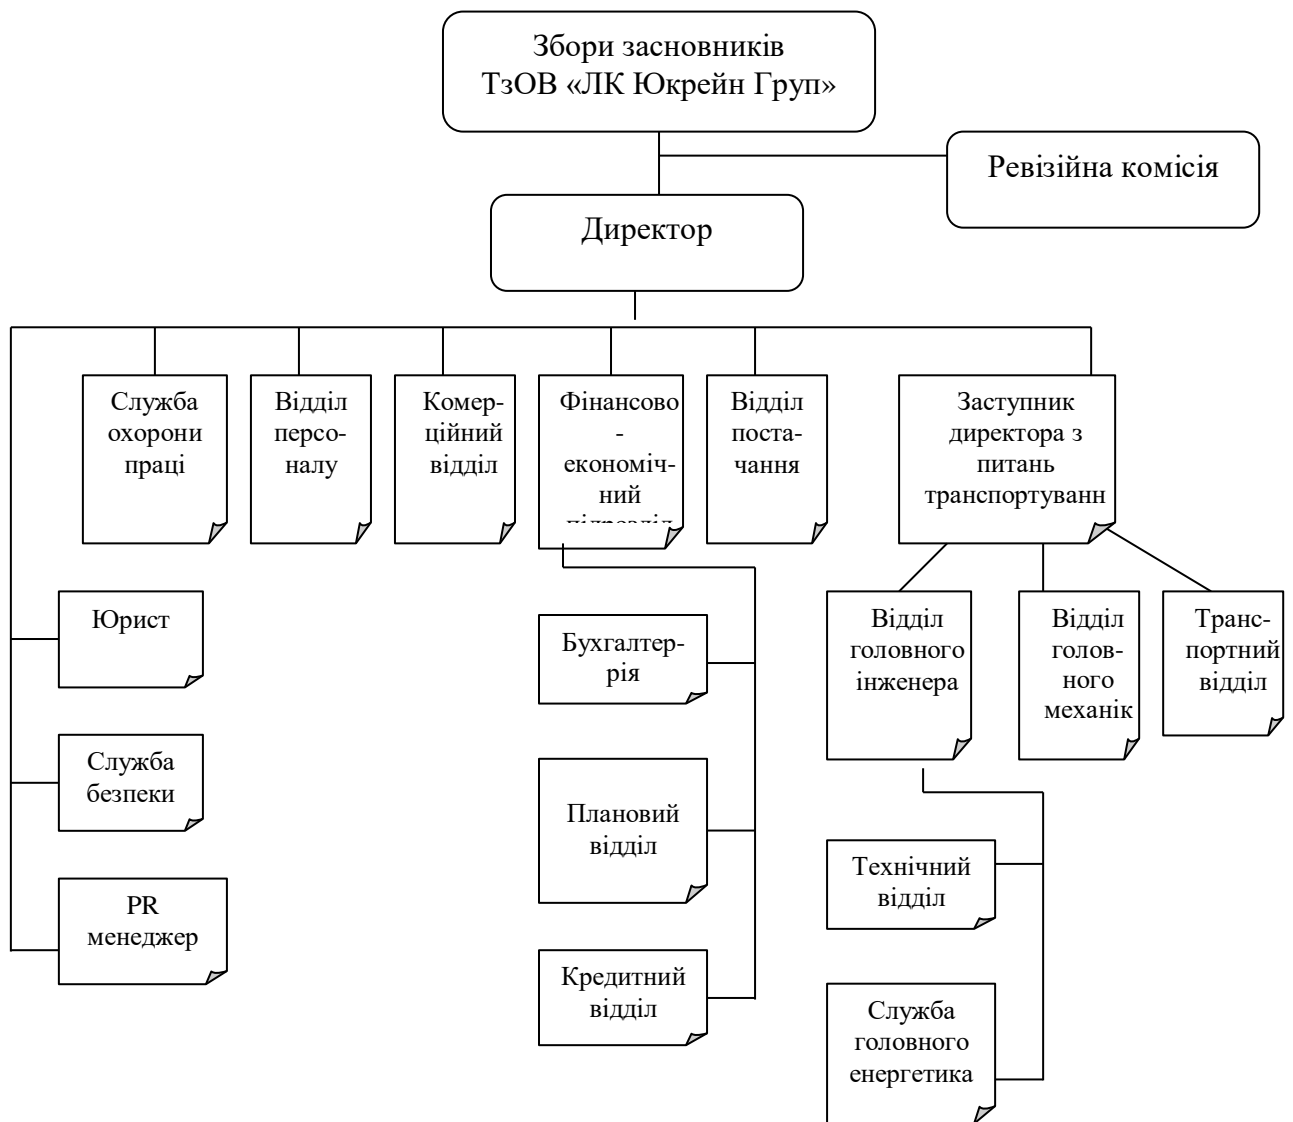 Збори засновників
ТзОВ «ЛК Юкрейн Груп»
Ревізійна комісія
Директор
Служба
охорони
праці
Відділ
персо-
налу
Комер-
ційний
відділ
Фінансово
-
економіч-
ний
підрозділ
Відділ
поста-
чання
Заступник
директора з
питань
транспортуванн
Юрист
Служба
безпеки
PR
менеджер
Бухгалтер-
рія
Плановий
відділ
Кредитний
відділ
Відділ
головного
інженера
Відділ
голов-
ного
механік
Транс-
портний
відділ
Технічний
відділ
Служба
головного
енергетика